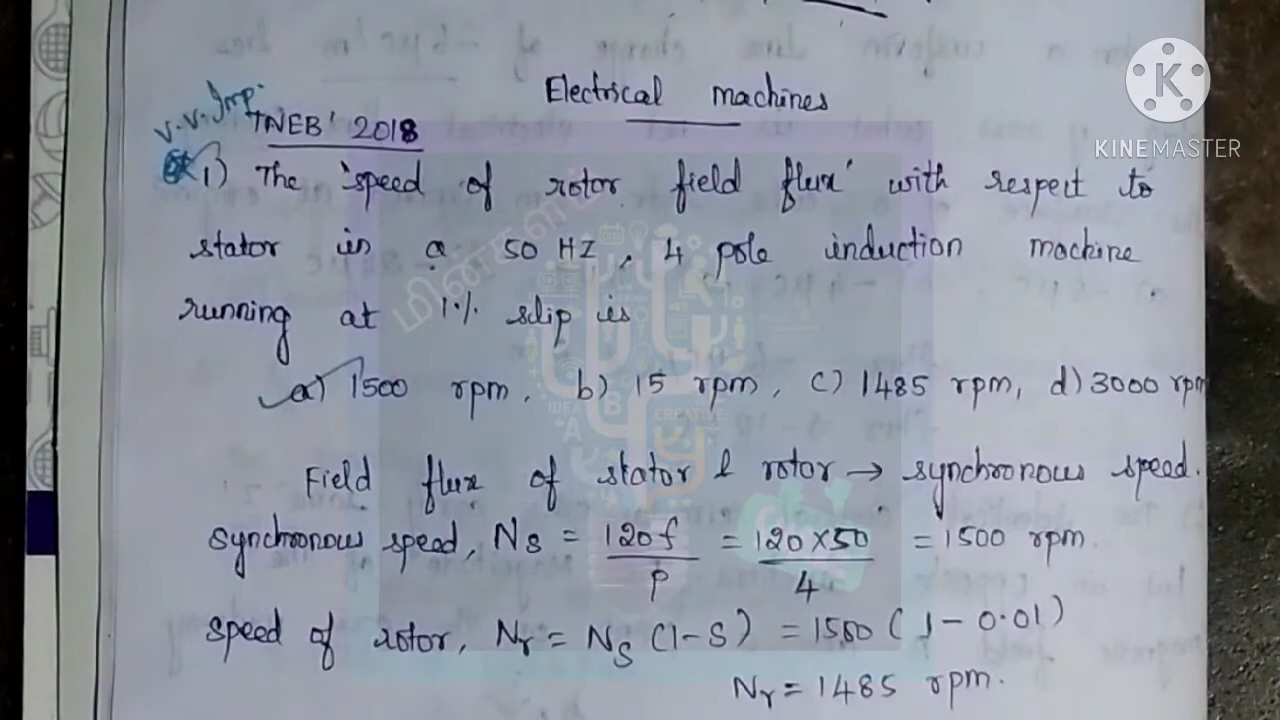 K
KINEMASTER
Electrical machines
V.V. Imp.
TNEB' 2018
1) The 'speed of rotor field flux' with respect to
stator in a 50 HZ, 4 pole induction machine
running at 1% slip is
a) 1500 rpm, b) 15 rpm, c) 1485 rpm, d) 3000 rpm
Field flux of stator & rotor → synchronous speed.
Synchronous speed, NS = 120f/P = 120×50/4 = 1500 rpm.
speed of rotor, Nr = NS (1-S) = 1500 (1-0.01)
Nr = 1485 rpm.
மின்னல்
IDEA
B
A
CREATIVE